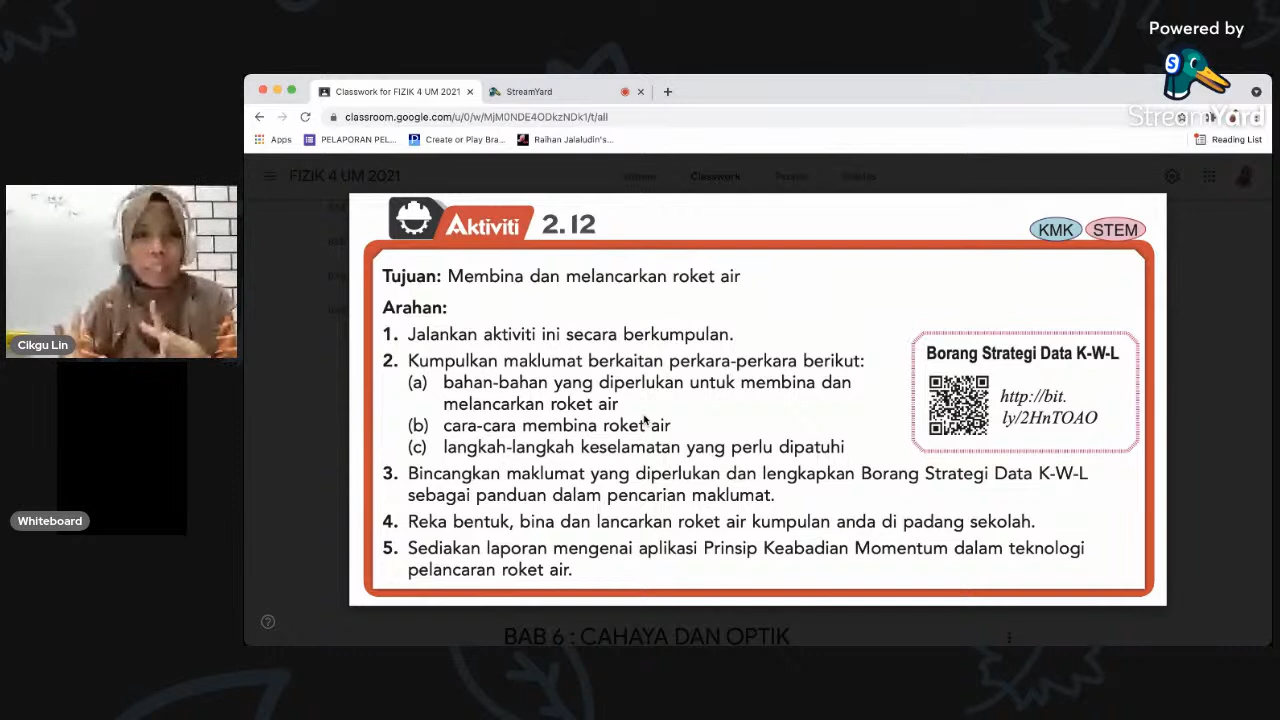 Powered by
StreamYard
Classwork for FIZIK 4 UM 2021
StreamYard
classroom.google.com/u/0/w/MjM0NDE4ODkzNDk1/t/all
Apps
PELAPORAN PEL...
Create or Play Bra...
Raihan Jalaludin's...
Reading List
FIZIK 4 UM 2021
Classwork
People
Aktiviti 2.12
KMK
STEM
Tujuan: Membina dan melancarkan roket air
Arahan:
1. Jalankan aktiviti ini secara berkumpulan.
2. Kumpulkan maklumat berkaitan perkara-perkara berikut:
(a) bahan-bahan yang diperlukan untuk membina dan
melancarkan roket air
(b) cara-cara membina roket air
(c) langkah-langkah keselamatan yang perlu dipatuhi
Borang Strategi Data K-W-L
http://bit.
ly/2HnTOAO
3. Bincangkan maklumat yang diperlukan dan lengkapkan Borang Strategi Data K-W-L
sebagai panduan dalam pencarian maklumat.
4. Reka bentuk, bina dan lancarkan roket air kumpulan anda di padang sekolah.
5. Sediakan laporan mengenai aplikasi Prinsip Keabadian Momentum dalam teknologi
pelancaran roket air.
BAB 6 : CAHAYA DAN OPTIK
Cikgu Lin
Whiteboard